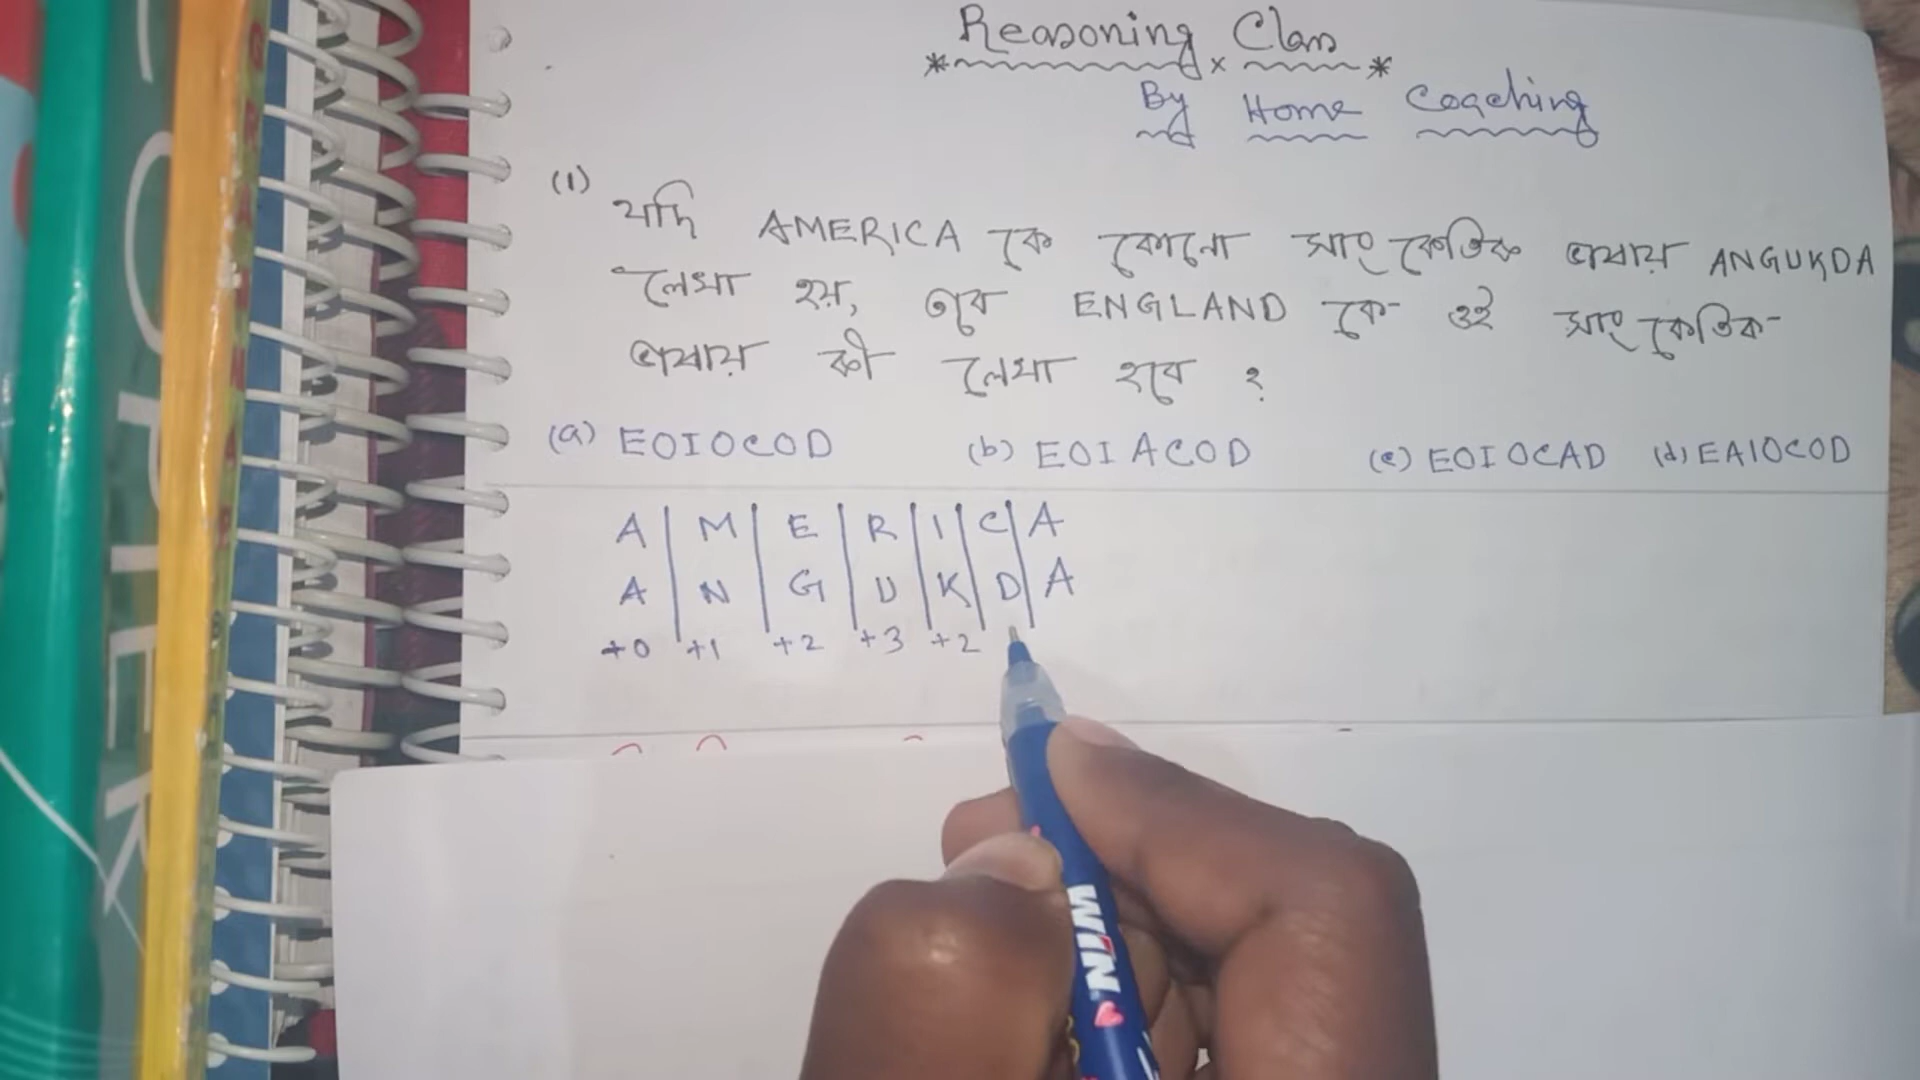 Reasoning Class
By Home Coaching
(1)
যদি AMERICA কে কোনো সাংকেতিক ভাষায় ANGUKDA
লেখা হয়, তবে ENGLAND কে ওই সাংকেতিক-
ভাষায় কী লেখা হবে ?
(a) EOIOCOD (b) EOIACOD (c) EOIOCAD (d) EAIOCOD
A | M | E | R | I | C | A
A | N | G | U | K | D | A
+0 +1 +2 +3 +2
WIN